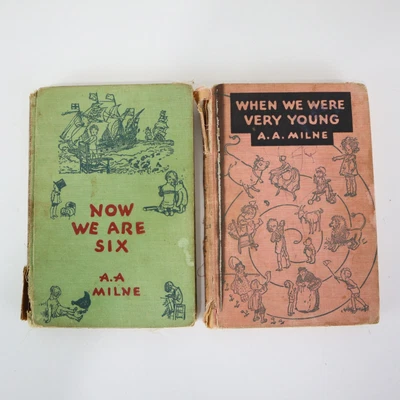 NOW
WE ARE
SIX
A.A
MILNE
WHEN WE WERE
VERY YOUNG
A.A. MILNE